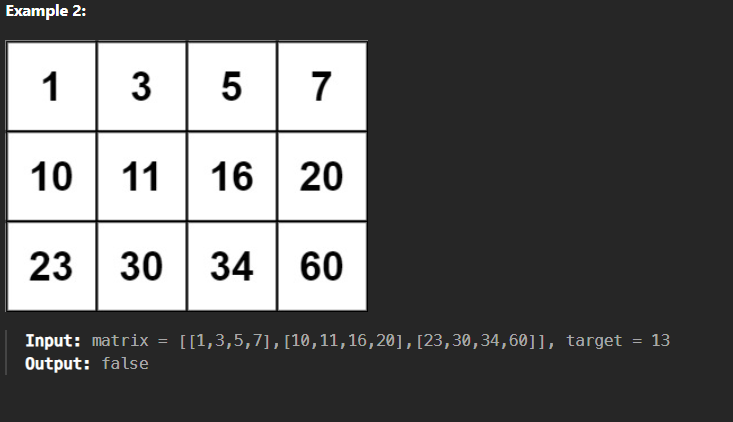 Example 2:
1 3 5 7
10 11 16 20
23 30 34 60
Input: matrix = [[1,3,5,7],[10,11,16,20],[23,30,34,60]], target = 13
Output: false